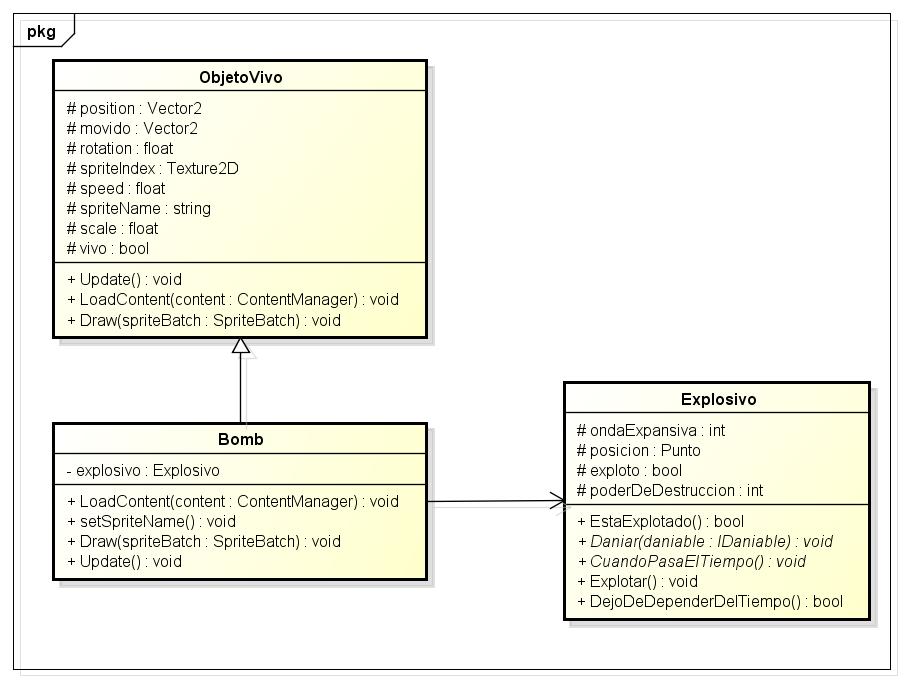 pkg
ObjetoVivo
# position : Vector2
# movido : Vector2
# rotation : float
# spriteIndex : Texture2D
# speed : float
# spriteName : string
# scale : float
# vivo : bool
+ Update() : void
+ LoadContent(content : ContentManager) : void
+ Draw(spriteBatch : SpriteBatch) : void
Bomb
- explosivo : Explosivo
+ LoadContent(content : ContentManager) : void
+ setSpriteName() : void
+ Draw(spriteBatch : SpriteBatch) : void
+ Update() : void
Explosivo
# ondaExpansiva : int
# posicion : Punto
# exploto : bool
# poderDeDestruccion : int
+ EstaExplotado() : bool
+ Daniar(daniable : IDaniable) : void
+ CuandoPasaElTiempo() : void
+ Explotar() : void
+ DejoDeDependerDelTiempo() : bool